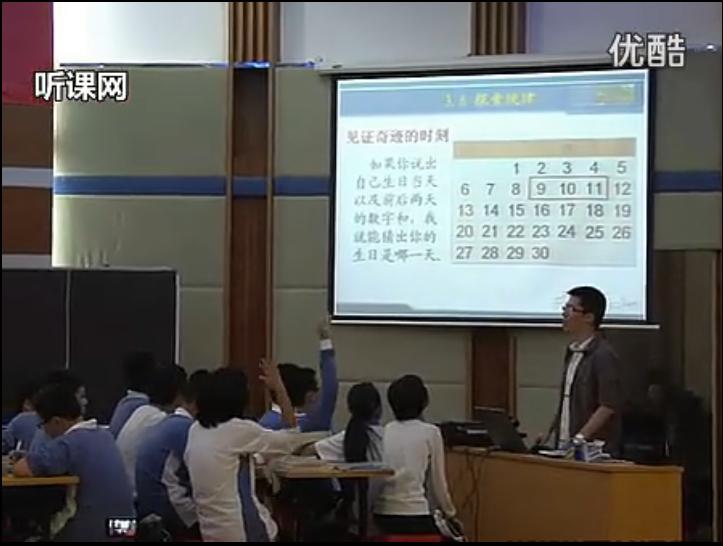 优酷
听课网
3.6 探索规律
见证奇迹的时刻
如果你说出
自己生日当天
以及前后两天
的数字和，我
就能猜出你的
生日是哪一天.
1 2 3 4 5
6 7 8 9 10 11 12
13 14 15 16 17 18 19
20 21 22 23 24 25 26
27 28 29 30